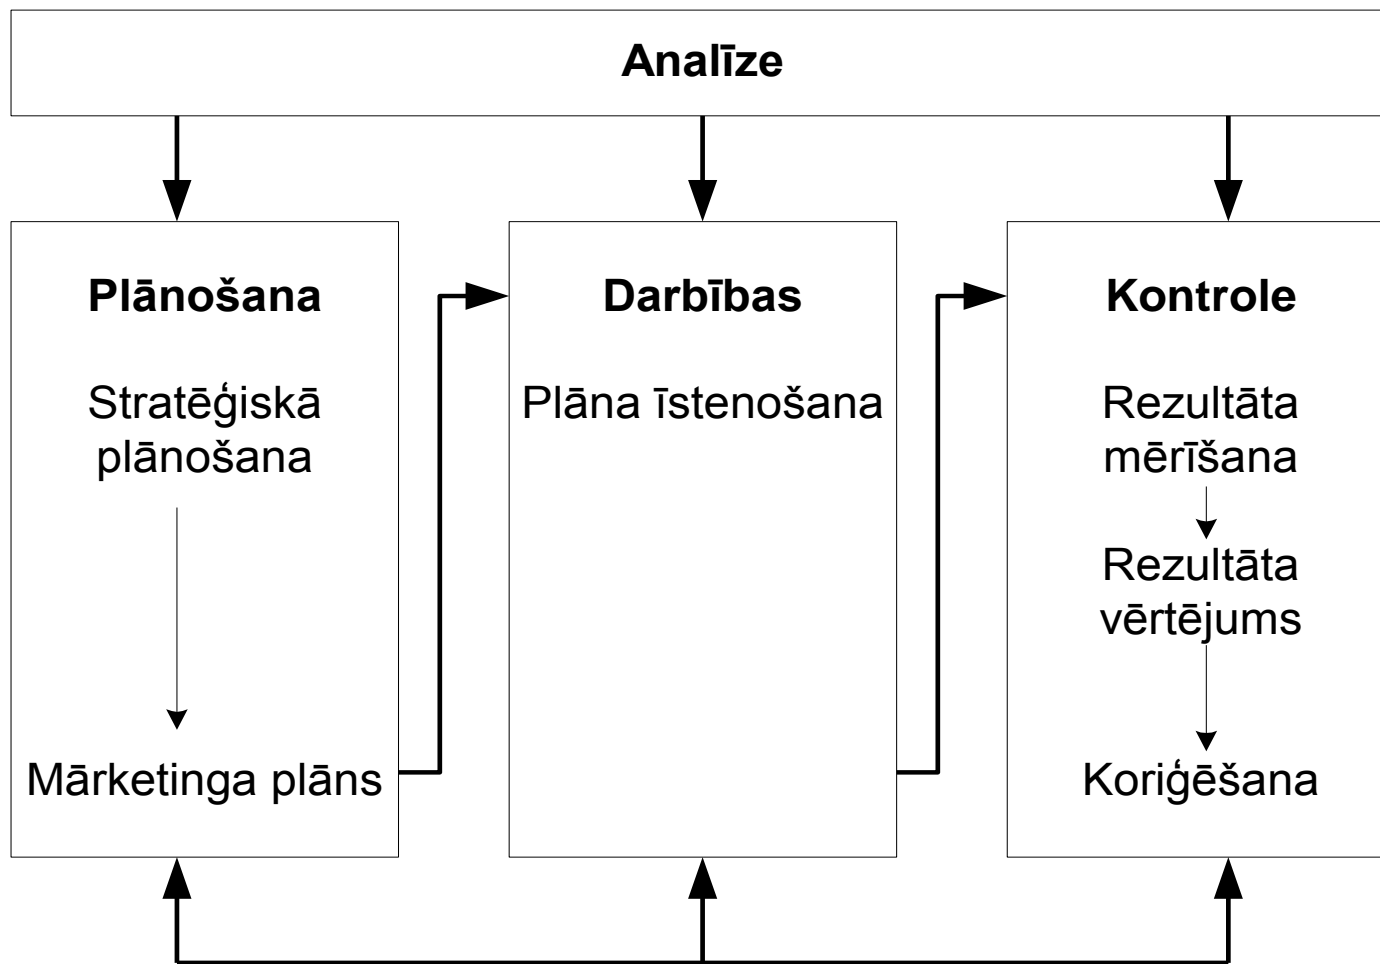 Analīze
Plānošana
Stratēģiskā
plānošana
Mārketinga plāns
Darbības
Plāna īstenošana
Kontrole
Rezultāta
mērīšana
Rezultāta
vērtējums
Koriģēšana